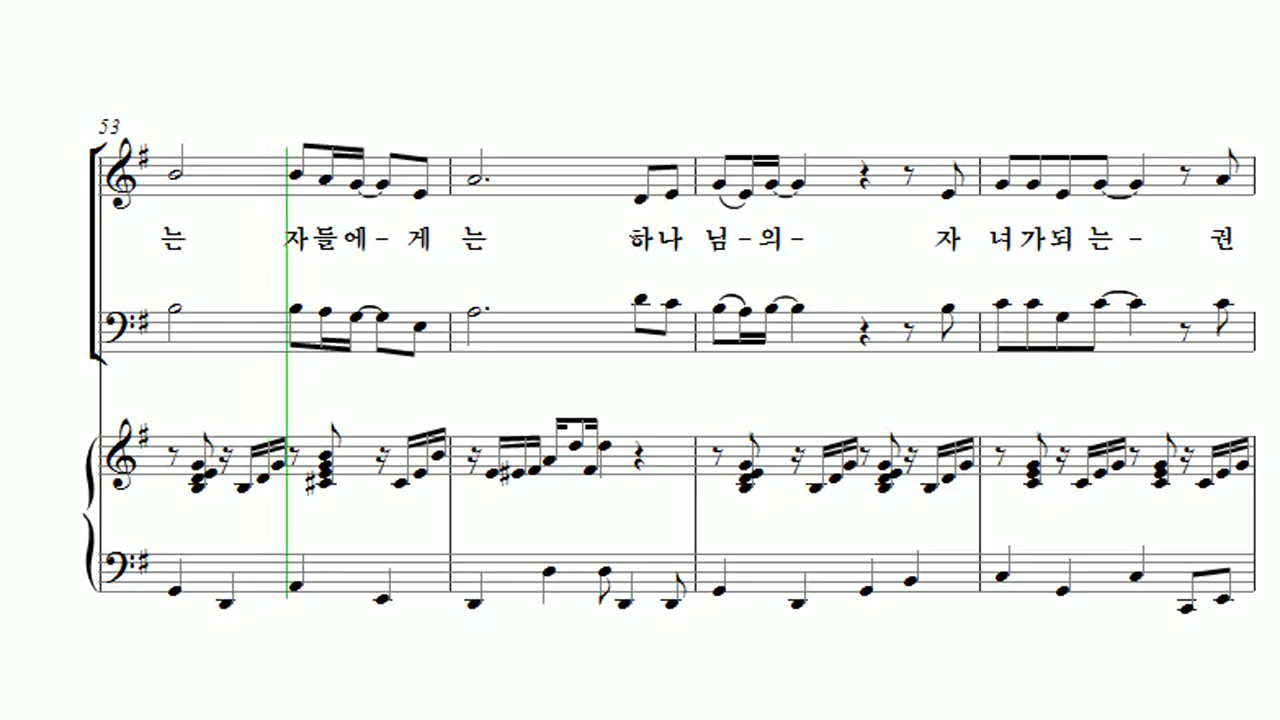 53
는 자들에- 게 는 하나 님-의- 자 녀가되 는- 권